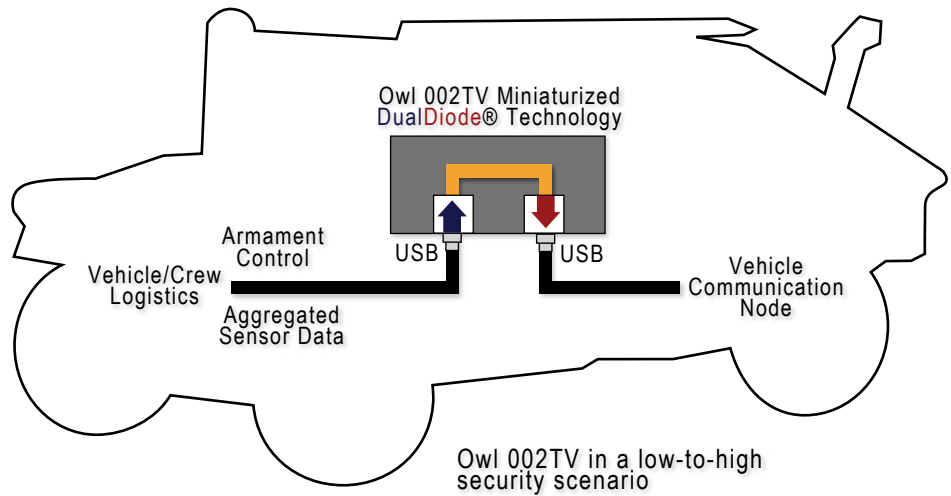 Owl 002TV Miniaturized
DualDiode® Technology
USB
USB
Armament
Control
Vehicle/Crew
Logistics
Aggregated
Sensor Data
Vehicle
Communication
Node
Owl 002TV in a low-to-high
security scenario